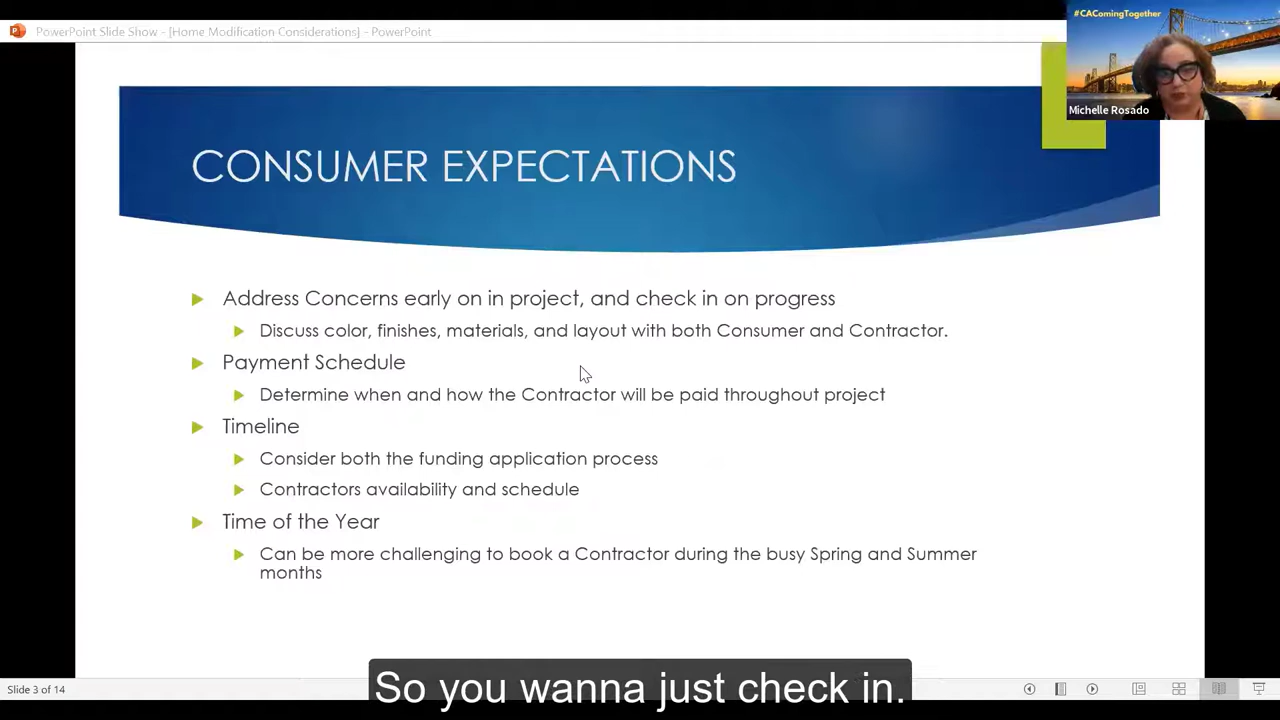 PowerPoint Slide Show - [Home Modification Considerations] - PowerPoint
#CAComingTogether
Michelle Rosado
CONSUMER EXPECTATIONS
Address Concerns early on in project, and check in on progress
Discuss color, finishes, materials, and layout with both Consumer and Contractor.
Payment Schedule
Determine when and how the Contractor will be paid throughout project
Timeline
Consider both the funding application process
Contractors availability and schedule
Time of the Year
Can be more challenging to book a Contractor during the busy Spring and Summer
months
So you wanna just check in.
Slide 3 of 14